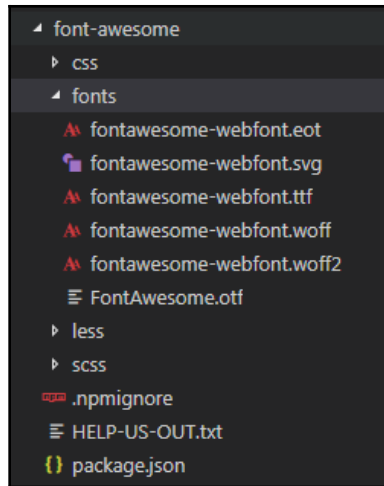 font-awesome
css
fonts
fontawesome-webfont.eot
fontawesome-webfont.svg
fontawesome-webfont.ttf
fontawesome-webfont.woff
fontawesome-webfont.woff2
FontAwesome.otf
less
scss
.npmignore
HELP-US-OUT.txt
package.json